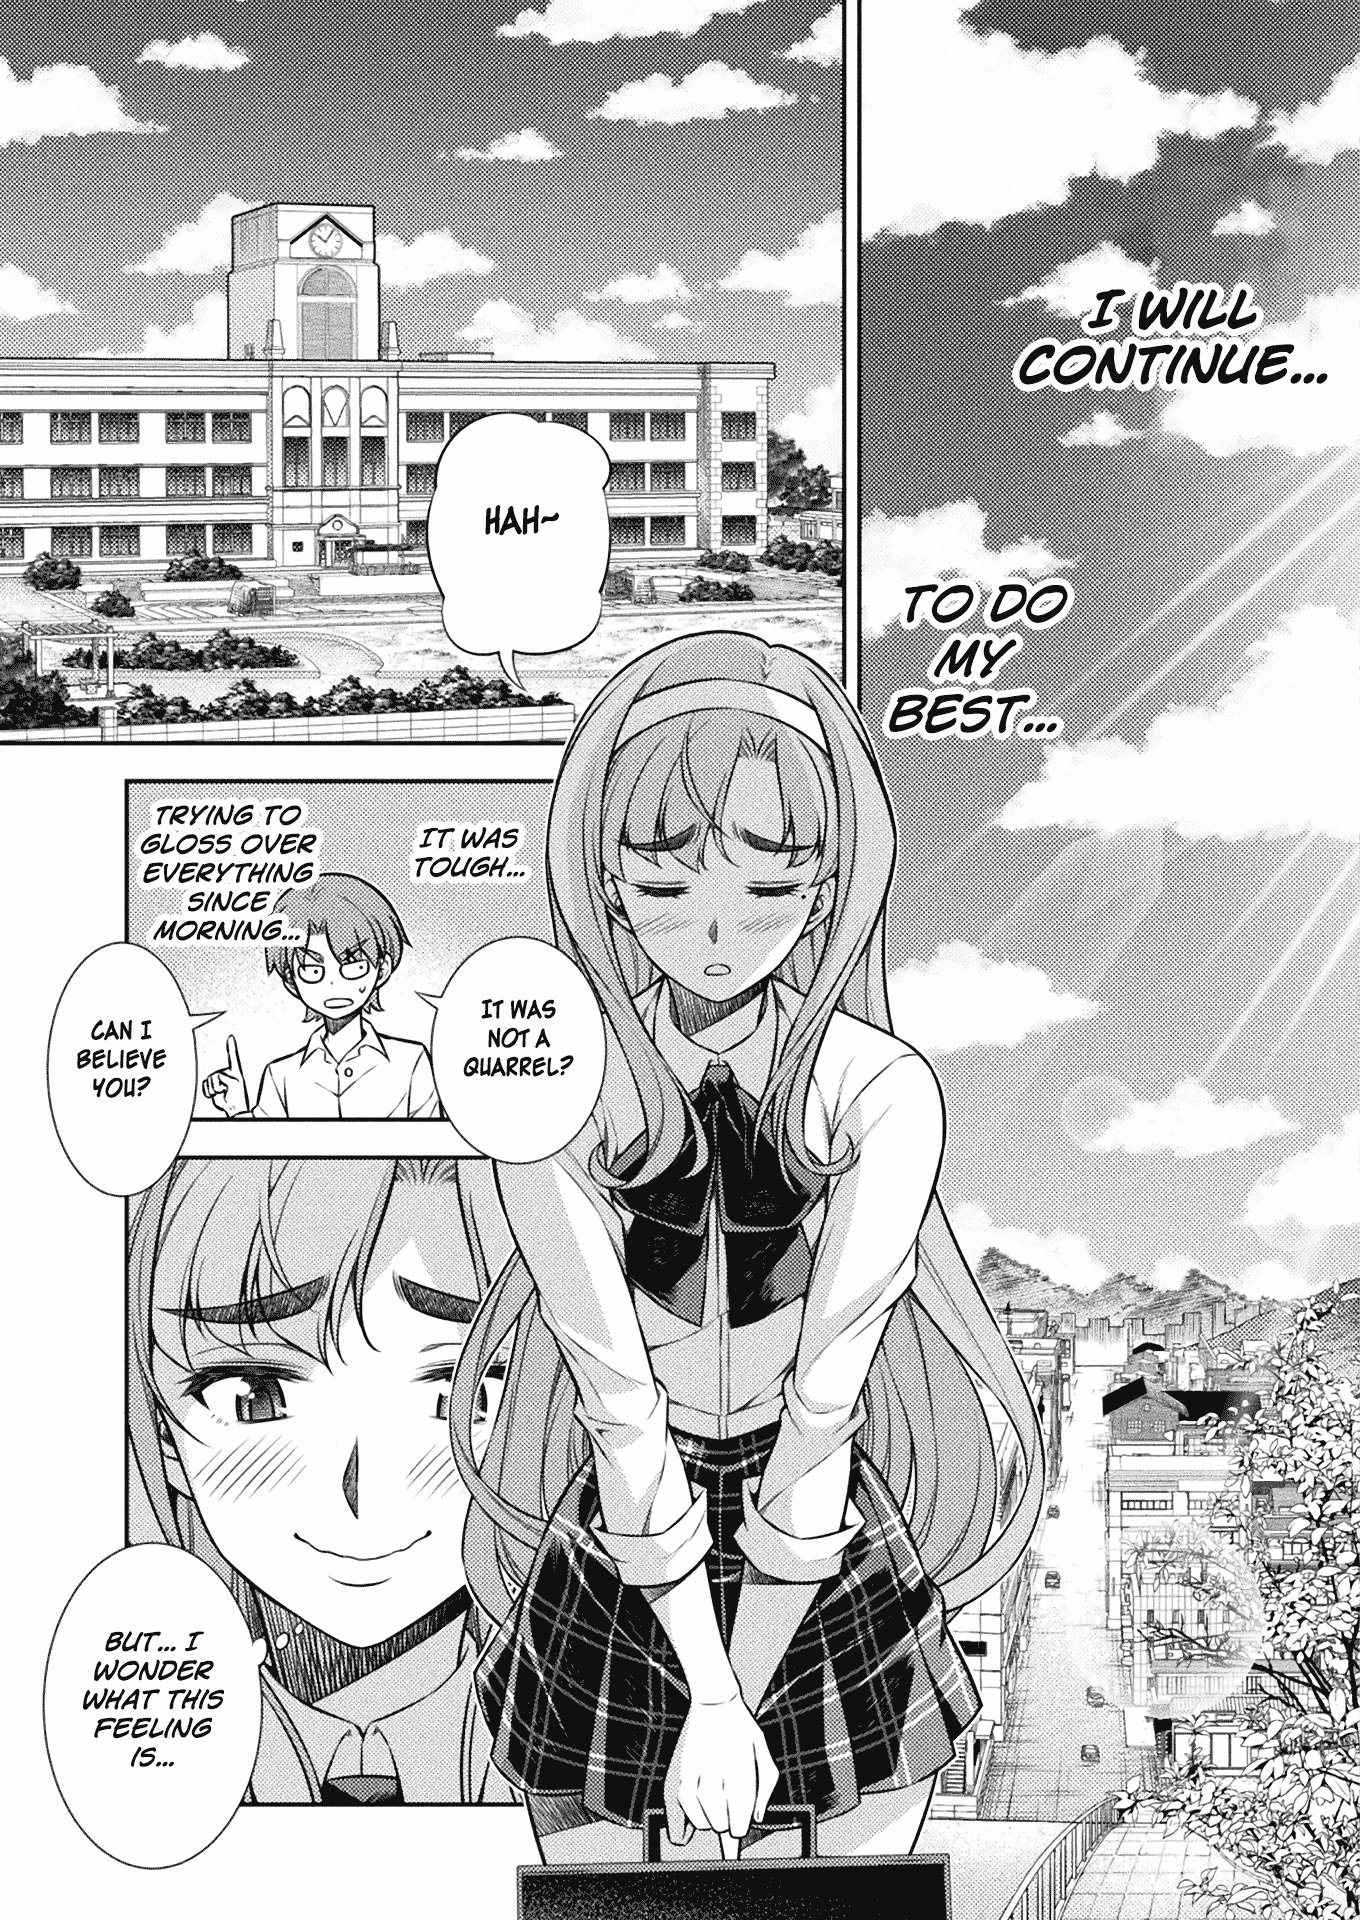 I WILL
CONTINUE...
TO DO
MY
BEST...
HAH~
IT WAS
TOUGH...
TRYING TO
GLOSS OVER
EVERYTHING
SINCE
MORNING...
IT WAS
NOT A
QUARREL?
CAN I
BELIEVE
YOU?
BUT... I
WONDER
WHAT THIS
FEELING
IS...